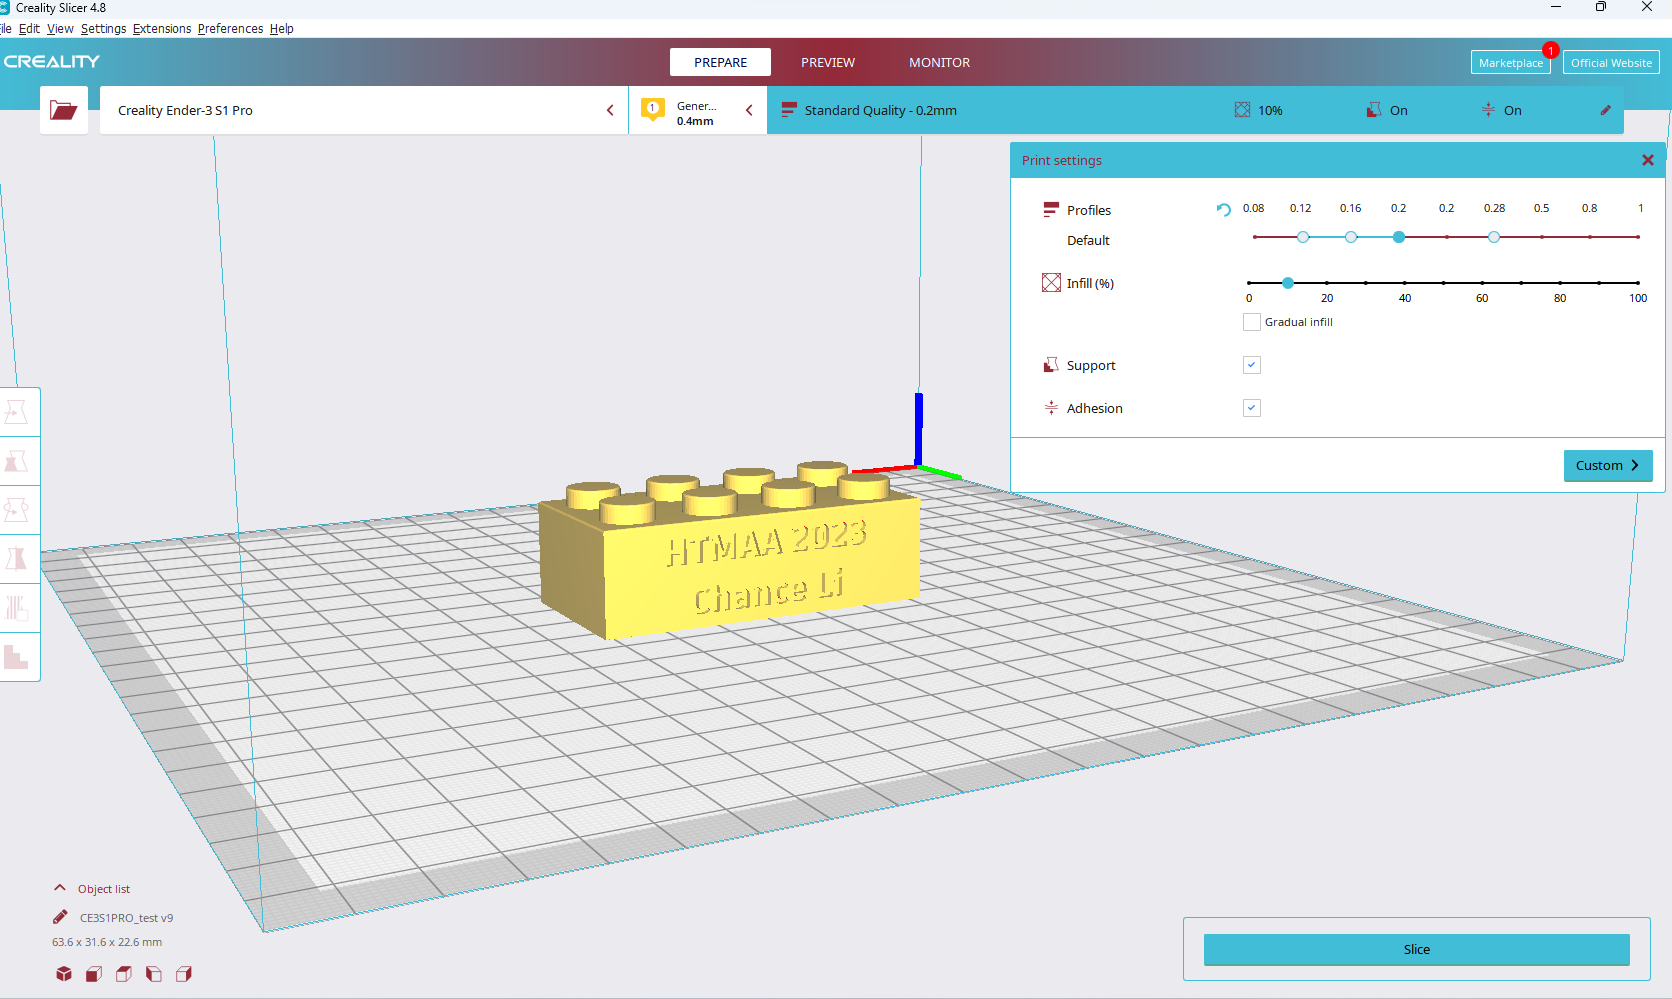 Creality Slicer 4.8
ile Edit View Settings Extensions Preferences Help
CREALITY
PREPARE PREVIEW MONITOR
Marketplace 1 Official Website
Creality Ender-3 S1 Pro
1 Gener...
0.4mm
Standard Quality - 0.2mm 10% On On
Print settings
Profiles 0.08 0.12 0.16 0.2 0.2 0.28 0.5 0.8 1
Default
Infill (%)
0 20 40 60 80 100
Gradual infill
Support
Adhesion
Custom
HTMAA 2023
Chance Li
Object list
CE3S1PRO_test v9
63.6 x 31.6 x 22.6 mm
Slice